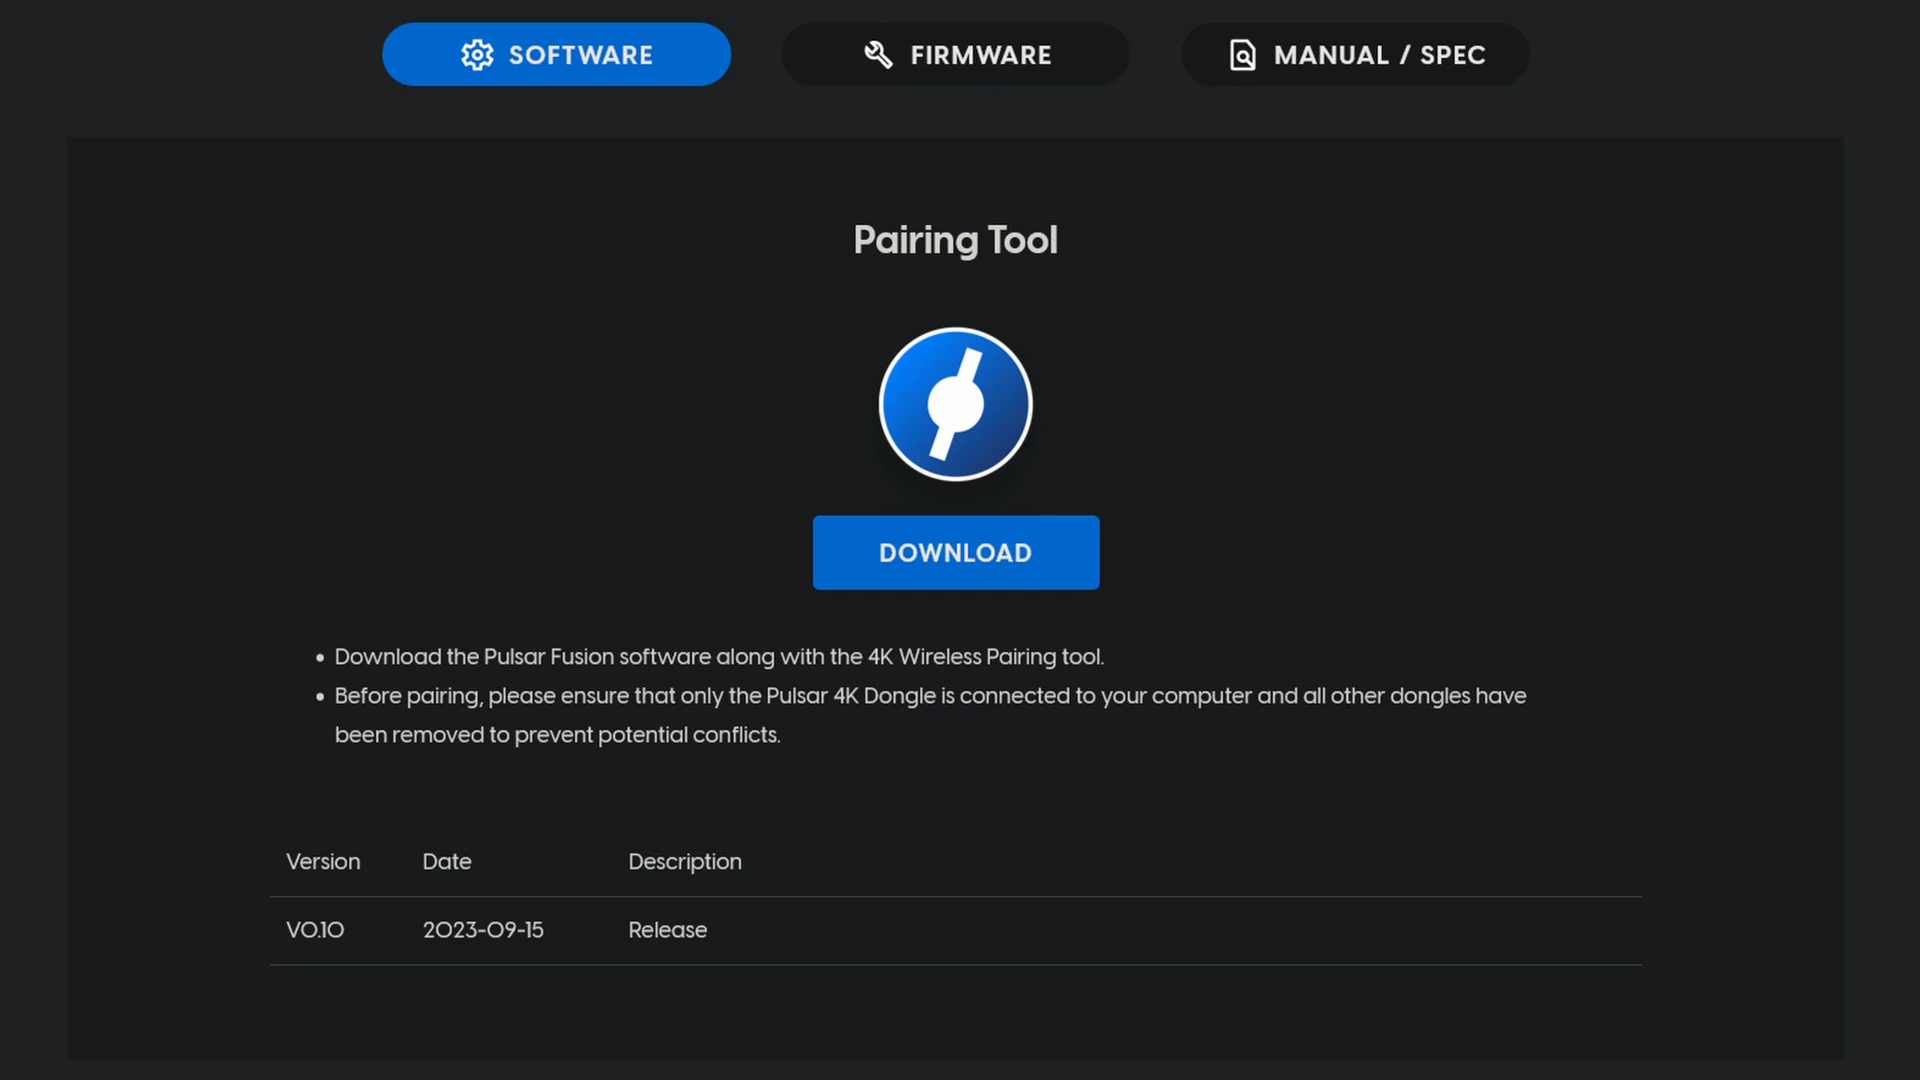 SOFTWARE
FIRMWARE
MANUAL / SPEC
Pairing Tool
DOWNLOAD
• Download the Pulsar Fusion software along with the 4K Wireless Pairing tool.
• Before pairing, please ensure that only the Pulsar 4K Dongle is connected to your computer and all other dongles have
been removed to prevent potential conflicts.
Version Date Description
V0.10 2023-09-15 Release